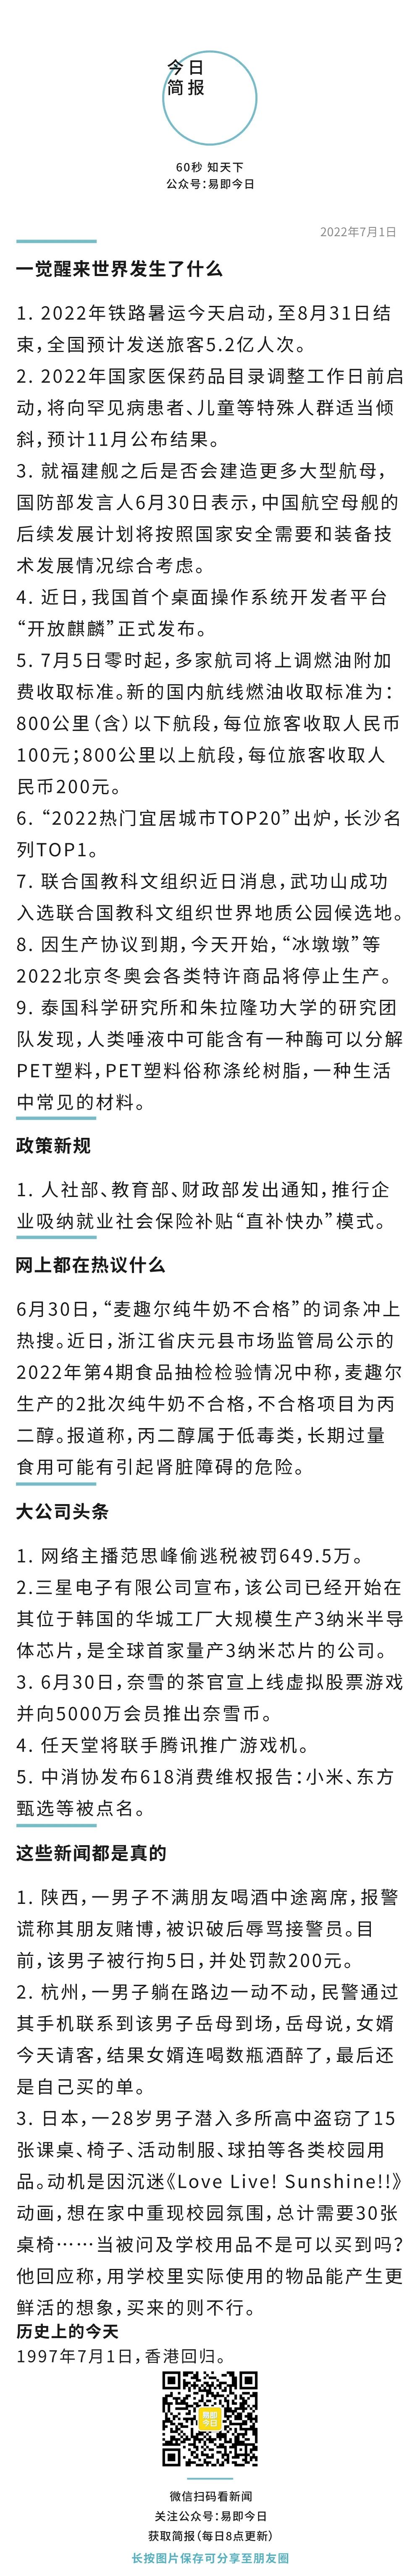 今日
简报
60秒 知天下
公众号：易即今日
2022年7月1日
一觉醒来世界发生了什么
1. 2022年铁路暑运今天启动，至8月31日结
束，全国预计发送旅客5.2亿人次。
2. 2022年国家医保药品目录调整工作日前启
动，将向罕见病患者、儿童等特殊人群适当倾
斜，预计11月公布结果。
3. 就福建舰之后是否会建造更多大型航母，
国防部发言人6月30日表示，中国航空母舰的
后续发展计划将按照国家安全需要和装备技
术发展情况综合考虑。
4. 近日，我国首个桌面操作系统开发者平台
“开放麒麟”正式发布。
5. 7月5日零时起，多家航司将上调燃油附加
费收取标准。新的国内航线燃油收取标准为：
800公里（含）以下航段，每位旅客收取人民币
100元；800公里以上航段，每位旅客收取人
民币200元。
6. “2022热门宜居城市TOP20”出炉，长沙名
列TOP1。
7. 联合国教科文组织近日消息，武功山成功
入选联合国教科文组织世界地质公园候选地。
8. 因生产协议到期，今天开始，“冰墩墩”等
2022北京冬奥会各类特许商品将停止生产。
9. 泰国科学研究所和朱拉隆功大学的研究团
队发现，人类唾液中可能含有一种酶可以分解
PET塑料，PET塑料俗称涤纶树脂，一种生活
中常见的材料。
政策新规
1. 人社部、教育部、财政部发出通知，推行企
业吸纳就业社会保险补贴“直补快办”模式。
网上都在热议什么
6月30日，“麦趣尔纯牛奶不合格”的词条冲上
热搜。近日，浙江省庆元县市场监管局公示的
2022年第4期食品抽检检验情况中称，麦趣尔
生产的2批次纯牛奶不合格，不合格项目为丙
二醇。报道称，丙二醇属于低毒类，长期过量
食用可能有引起肾脏障碍的危险。
大公司头条
1. 网络主播范思峰偷逃税被罚649.5万。
2.三星电子有限公司宣布，该公司已经开始在
其位于韩国的华城工厂大规模生产3纳米半导
体芯片，是全球首家量产3纳米芯片的公司。
3. 6月30日，奈雪的茶官宣上线虚拟股票游戏
并向5000万会员推出奈雪币。
4. 任天堂将联手腾讯推广游戏机。
5. 中消协发布618消费维权报告：小米、东方
甄选等被点名。
这些新闻都是真的
1. 陕西，一男子不满朋友喝酒中途离席，报警
谎称其朋友赌博，被识破后辱骂接警员。目
前，该男子被行拘5日，并处罚款200元。
2. 杭州，一男子躺在路边一动不动，民警通过
其手机联系到该男子岳母到场，岳母说，女婿
今天请客，结果女婿连喝数瓶酒醉了，最后还
是自己买的单。
3. 日本，一28岁男子潜入多所高中盗窃了15
张课桌、椅子、活动制服、球拍等各类校园用
品。动机是因沉迷《Love Live! Sunshine!!》
动画，想在家中重现校园氛围，总计需要30张
桌椅……当被问及学校用品不是可以买到吗？
他回应称，用学校里实际使用的物品能产生更
鲜活的想象，买来的则不行。
历史上的今天
1997年7月1日，香港回归。
易即
今日
微信扫码看新闻
关注公众号：易即今日
获取简报（每日8点更新）
长按图片保存可分享至朋友圈